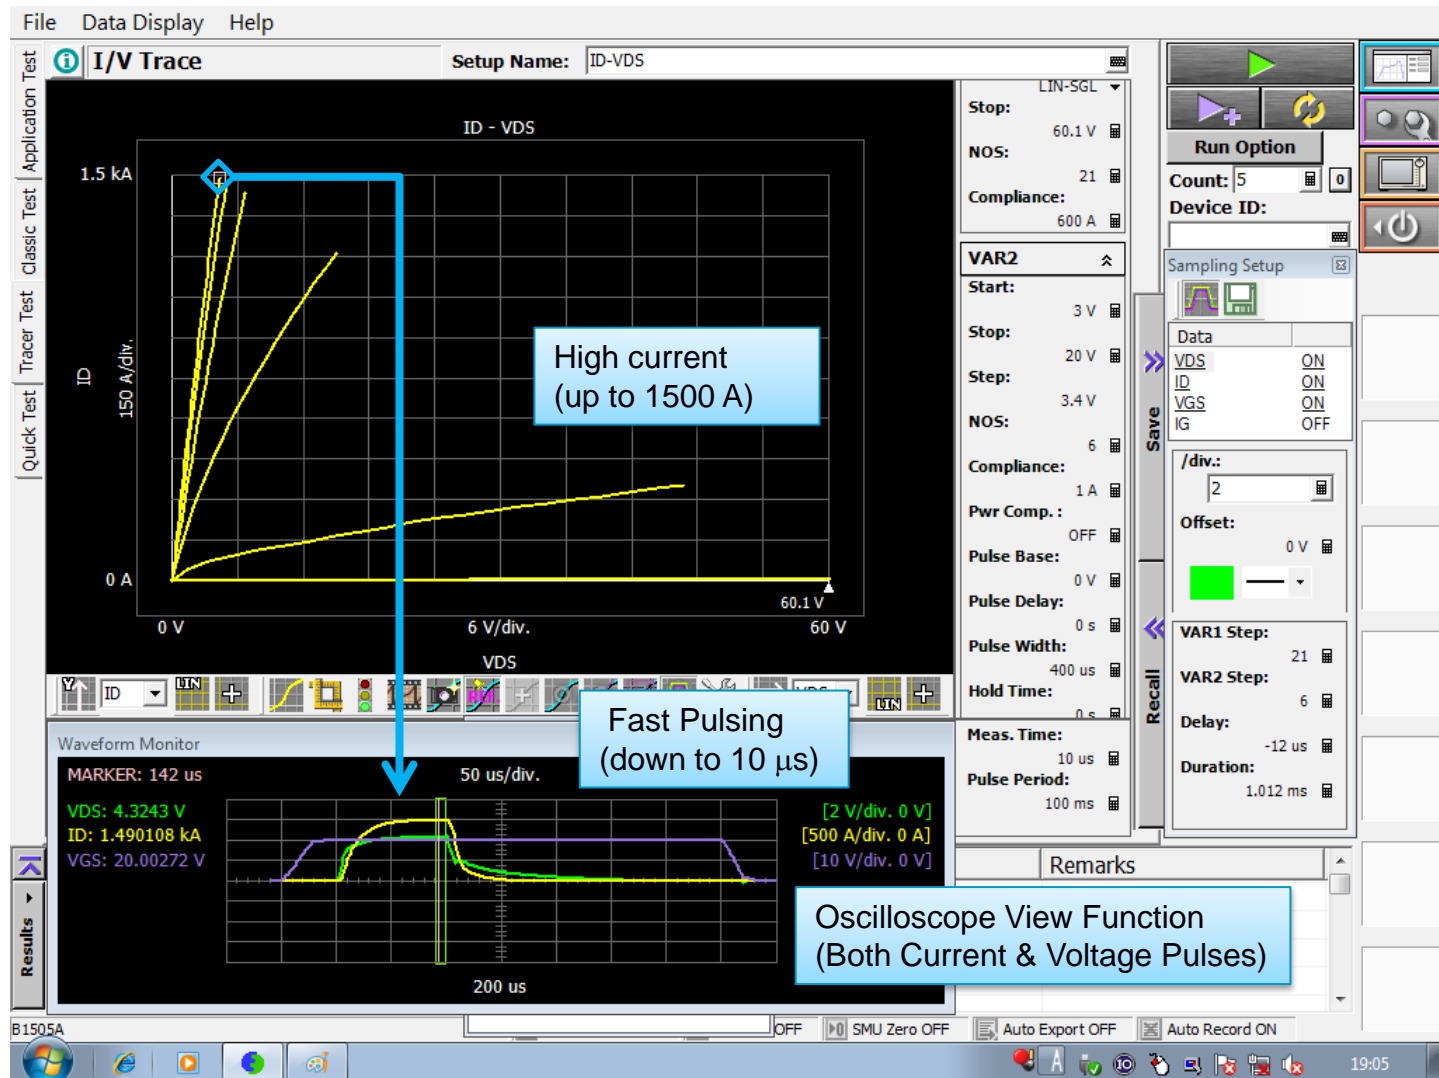 File Data Display Help
I/V Trace
Setup Name: ID-VDS
Application Test
Classic Test
Tracer Test
Quick Test
ID - VDS
1.5 kA
ID
150 A/div.
0 A
60.1 V
0 V
6 V/div.
60 V
VDS
High current
(up to 1500 A)
LIN-SGL
Stop:
60.1 V
NOS:
21
Compliance:
600 A
VAR2
Start:
3 V
Stop:
20 V
Step:
3.4 V
NOS:
6
Compliance:
1 A
Pwr Comp. :
OFF
Pulse Base:
0 V
Pulse Delay:
0 s
Pulse Width:
400 us
Hold Time:
0 s
Meas. Time:
10 us
Pulse Period:
100 ms
Save
Recall
Run Option
Count: 5
0
Device ID:
Sampling Setup
Data
VDS ON
ID ON
VGS ON
IG OFF
/div.:
2
Offset:
0 V
VAR1 Step:
21
VAR2 Step:
6
Delay:
-12 us
Duration:
1.012 ms
Y
ID
LIN
LIN
Fast Pulsing
(down to 10 μs)
Waveform Monitor
MARKER: 142 us
50 us/div.
VDS: 4.3243 V
ID: 1.490108 kA
VGS: 20.00272 V
[2 V/div. 0 V]
[500 A/div. 0 A]
[10 V/div. 0 V]
200 us
Results
Remarks
Oscilloscope View Function
(Both Current & Voltage Pulses)
B1505A
OFF
SMU Zero OFF
Auto Export OFF
Auto Record ON
A
19:05